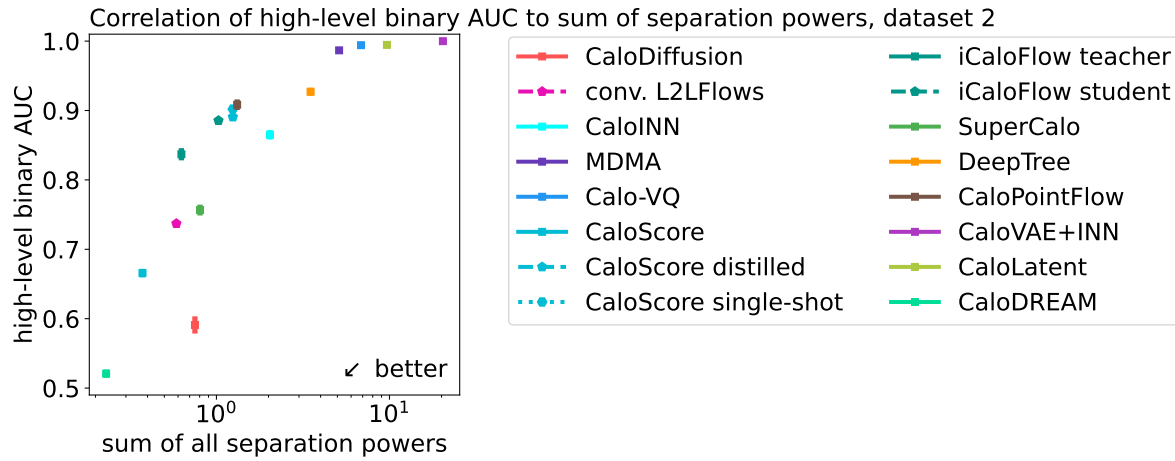 Correlation of high-level binary AUC to sum of separation powers, dataset 2
high-level binary AUC
1.0
0.9
0.8
0.7
0.6
0.5
↙ better
10⁰
10¹
sum of all separation powers
CaloDiffusion
conv. L2LFlows
CaloINN
MDMA
Calo-VQ
CaloScore
CaloScore distilled
CaloScore single-shot
iCaloFlow teacher
iCaloFlow student
SuperCalo
DeepTree
CaloPointFlow
CaloVAE+INN
CaloLatent
CaloDREAM